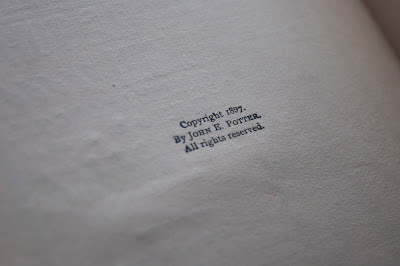 Copyright 1897.
By JOHN E. POTTER.
All rights reserved.